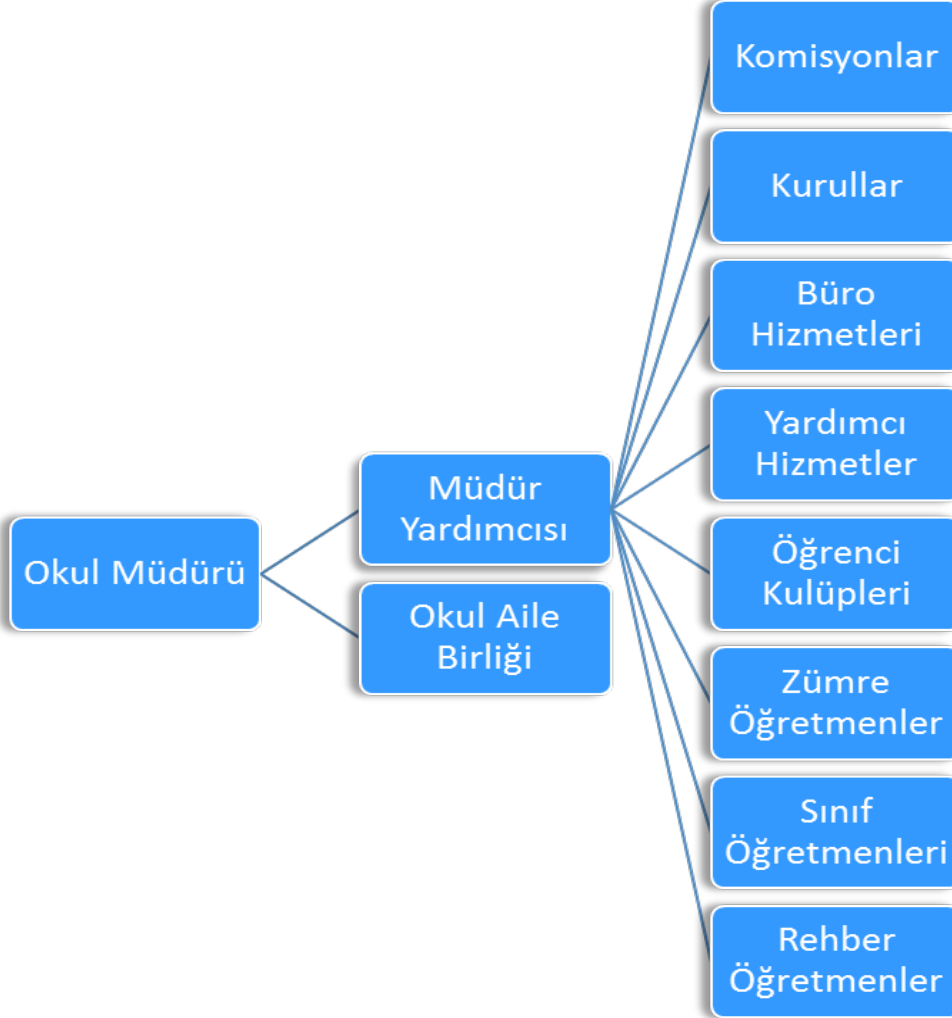 Okul Müdürü
Müdür
Yardımcısı
Okul Aile
Birliği
Komisyonlar
Kurullar
Büro
Hizmetleri
Yardımcı
Hizmetler
Öğrenci
Kulüpleri
Zümre
Öğretmenler
Sınıf
Öğretmenleri
Rehber
Öğretmenler